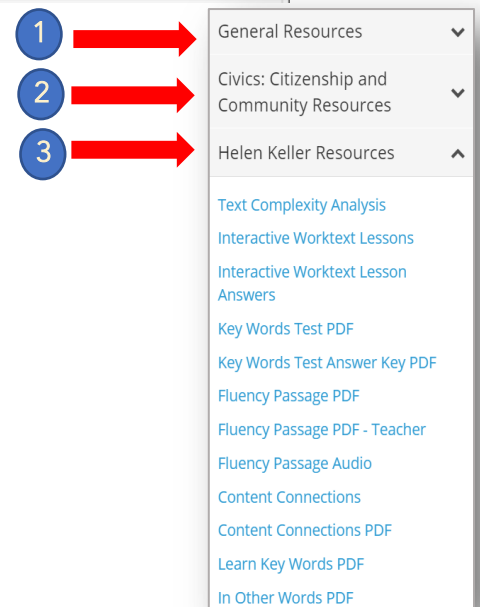 1
General Resources
2
Civics: Citizenship and
Community Resources
3
Helen Keller Resources
Text Complexity Analysis
Interactive Worktext Lessons
Interactive Worktext Lesson
Answers
Key Words Test PDF
Key Words Test Answer Key PDF
Fluency Passage PDF
Fluency Passage PDF - Teacher
Fluency Passage Audio
Content Connections
Content Connections PDF
Learn Key Words PDF
In Other Words PDF